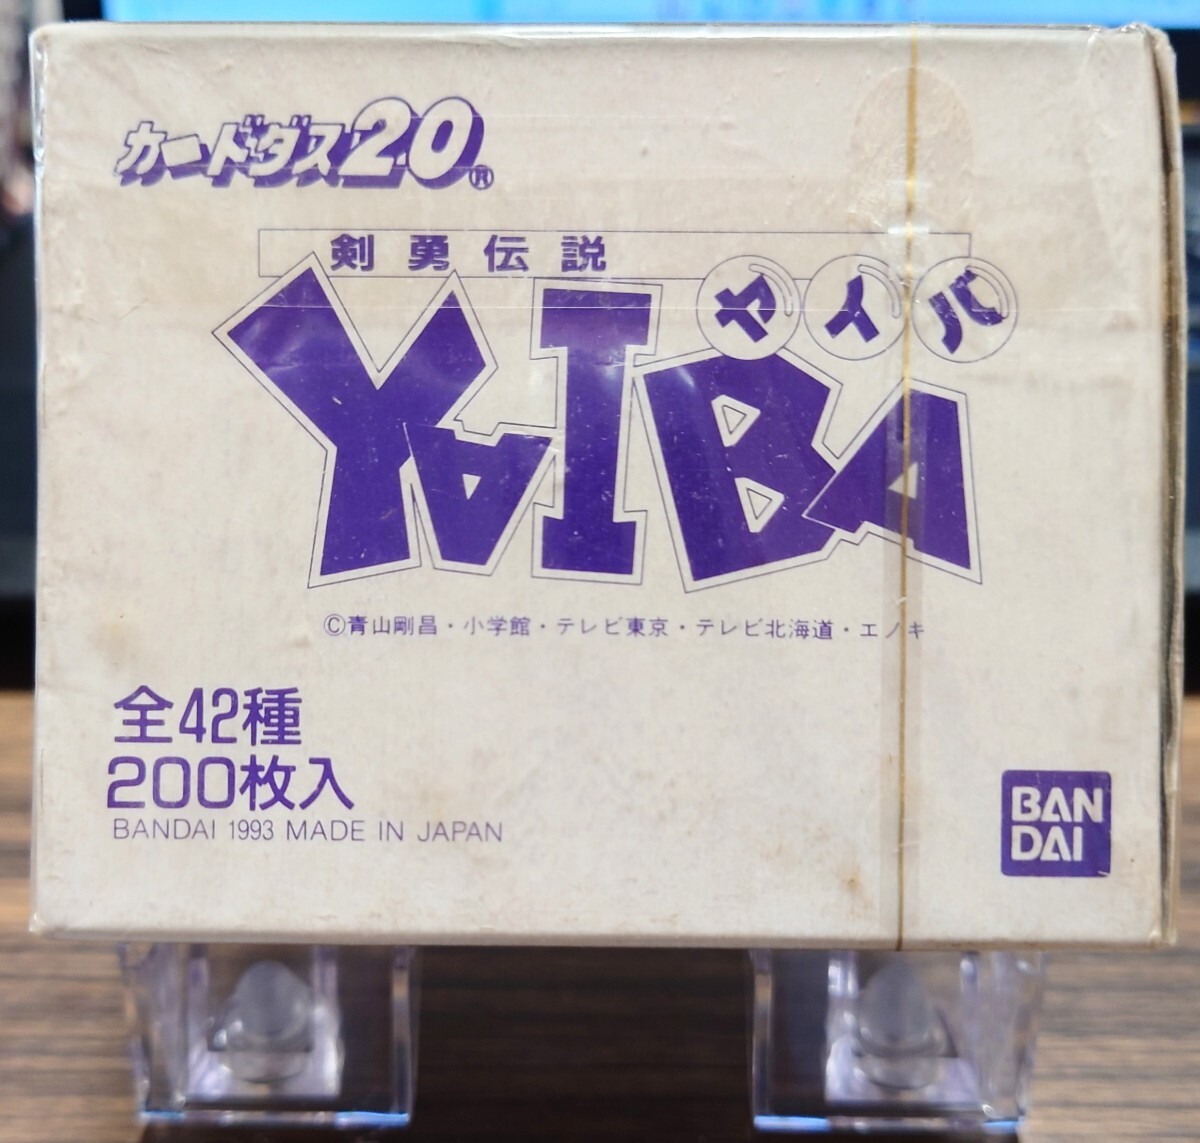 カードダス20®
剣勇伝説
ヤイバ
YAIBA
©青山剛昌・小学館・テレビ東京・テレビ北海道・エノキ
全42種
200枚入
BANDAI 1993 MADE IN JAPAN
BAN
DAI